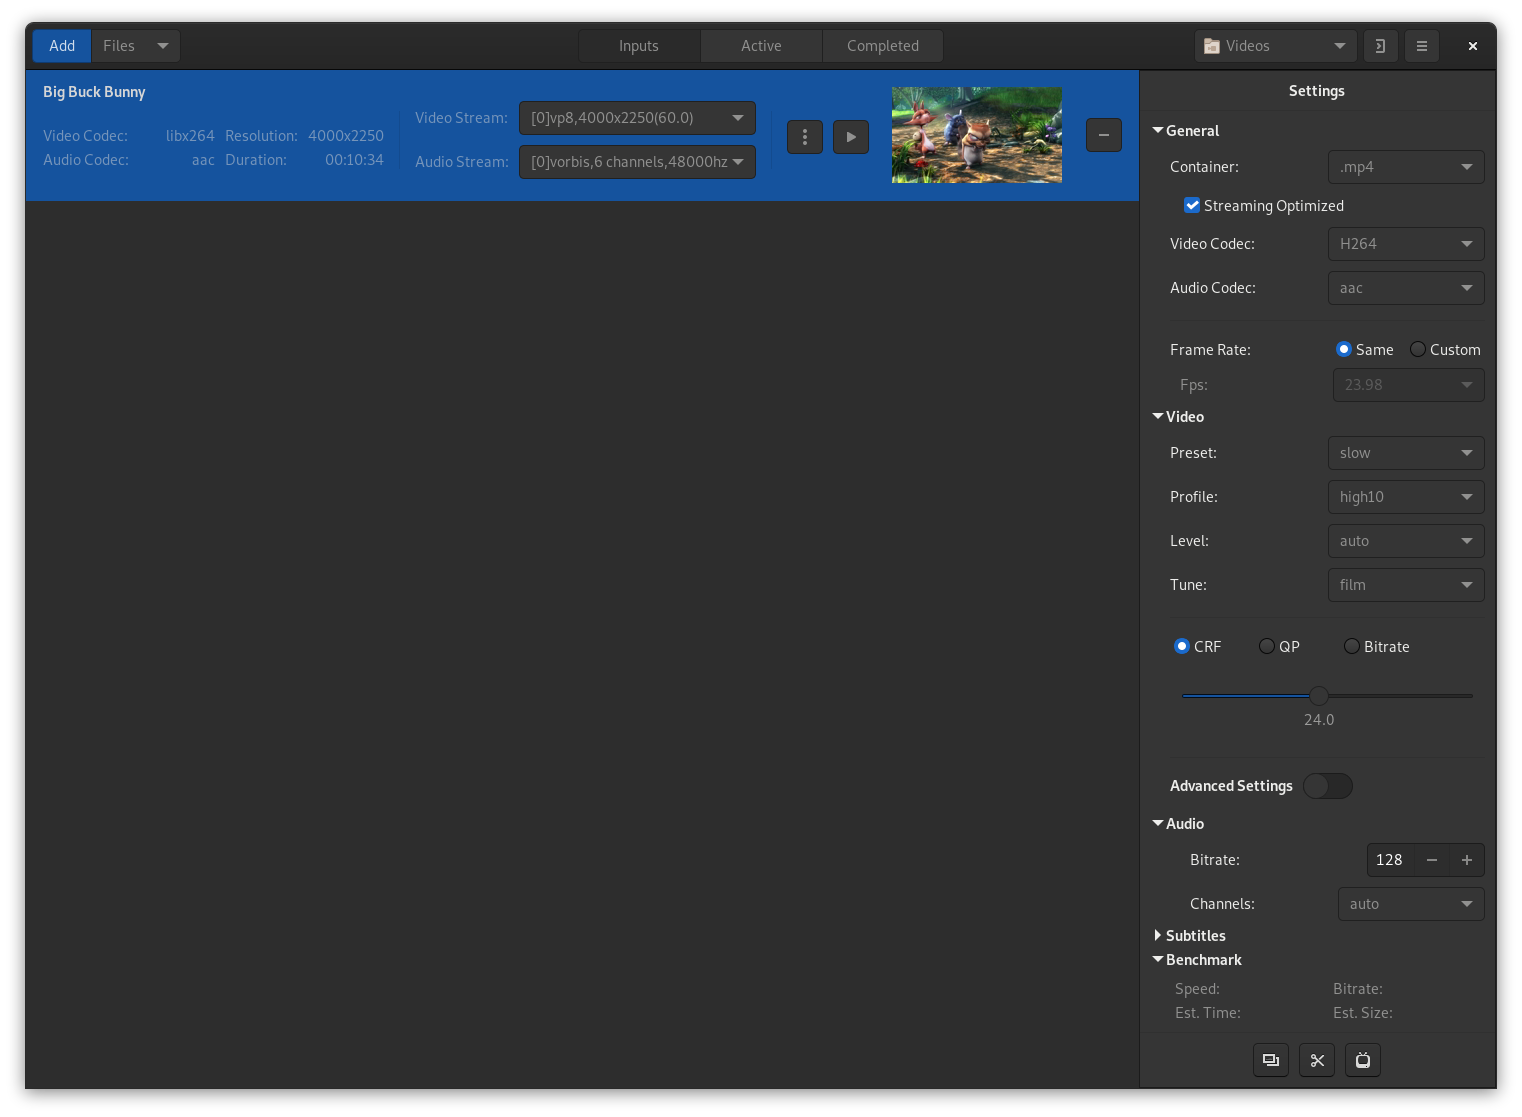 Add Files Inputs Active Completed Videos
Big Buck Bunny
Video Codec: libx264 Resolution: 4000x2250
Audio Codec: aac Duration: 00:10:34
Video Stream: [0]vp8,4000x2250(60.0)
Audio Stream: [0]vorbis,6 channels,48000hz
Settings
General
Container: .mp4
Streaming Optimized
Video Codec: H264
Audio Codec: aac
Frame Rate: Same Custom
Fps: 23.98
Video
Preset: slow
Profile: high10
Level: auto
Tune: film
CRF QP Bitrate
24.0
Advanced Settings
Audio
Bitrate: 128
Channels: auto
Subtitles
Benchmark
Speed: Bitrate:
Est. Time: Est. Size: